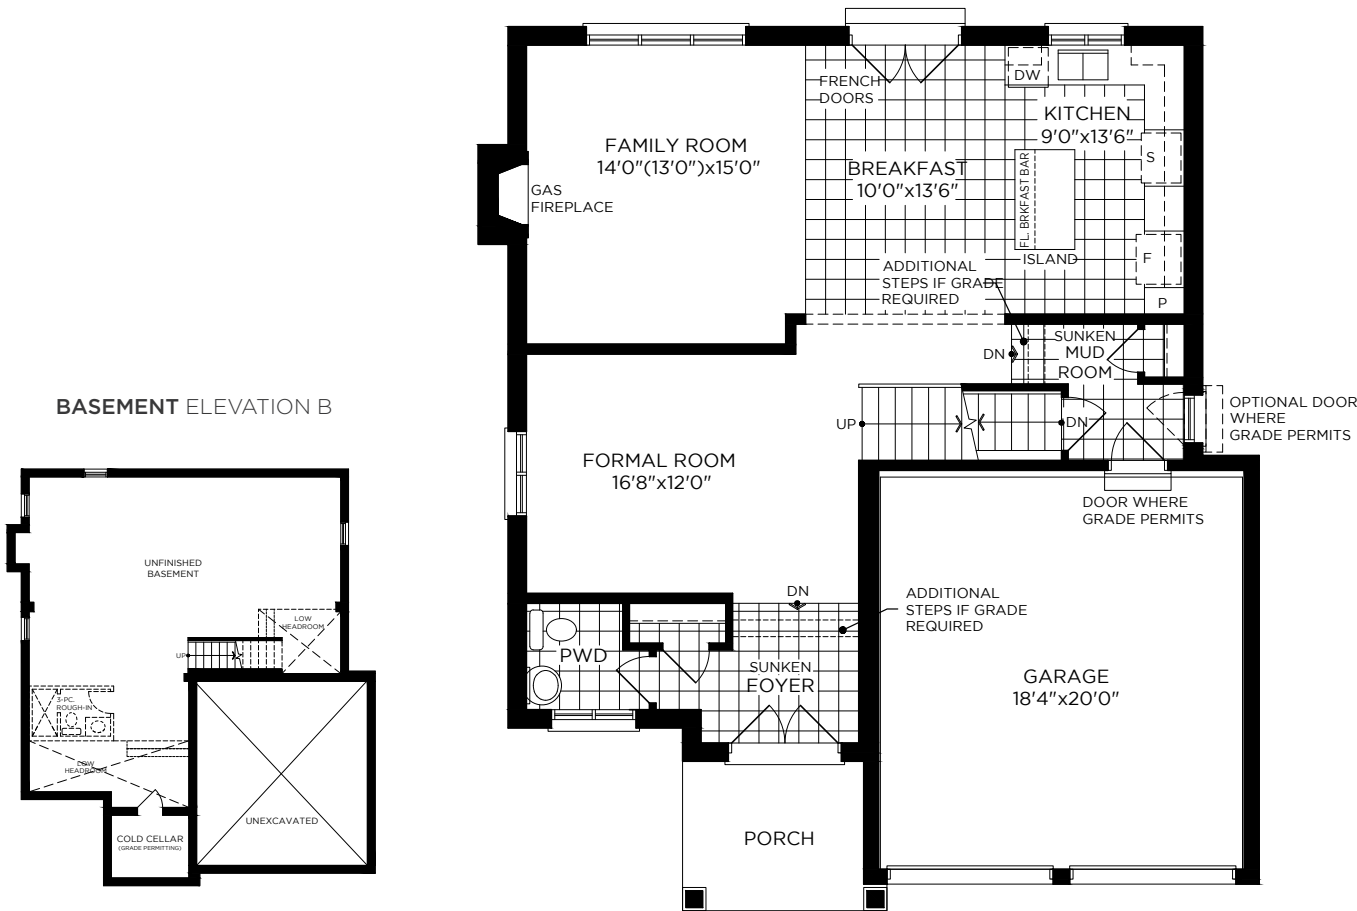 FRENCH
DOORS
DW
KITCHEN
9'0"x13'6"
FAMILY ROOM
14'0"(13'0")x15'0"
BREAKFAST
10'0"x13'6"
S
FL. BRKFAST BAR
GAS
FIREPLACE
ISLAND
F
P
ADDITIONAL
STEPS IF GRADE
REQUIRED
SUNKEN
MUD
ROOM
DN
BASEMENT ELEVATION B
UP
DN
OPTIONAL DOOR
WHERE
GRADE PERMITS
FORMAL ROOM
16'8"x12'0"
DOOR WHERE
GRADE PERMITS
UNFINISHED
BASEMENT
LOW
HEADROOM
UP
DN
ADDITIONAL
STEPS IF GRADE
REQUIRED
PWD
SUNKEN
FOYER
GARAGE
18'4"x20'0"
3-PC.
ROUGH-IN
LOW
HEADROOM
UNEXCAVATED
COLD CELLAR
(GRADE PERMITTING)
PORCH